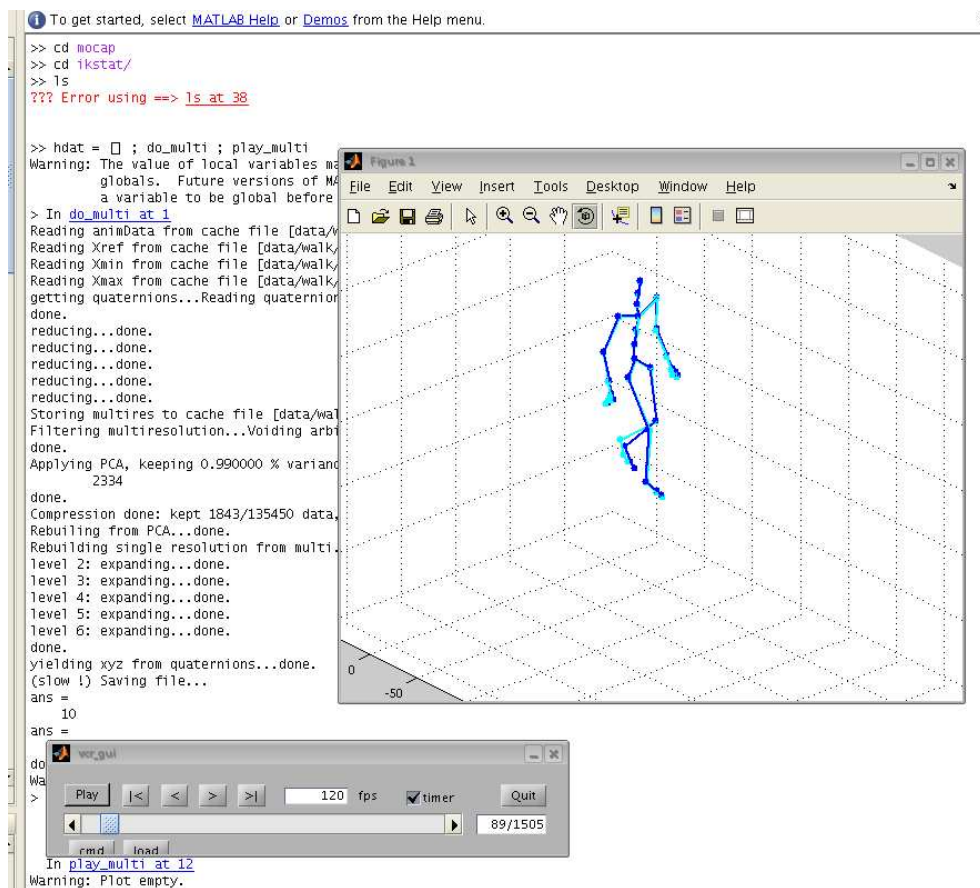 To get started, select MATLAB Help or Demos from the Help menu.
>> cd mocap
>> cd ikstat/
>> ls
??? Error using ==> ls at 38
>> hdat = [] ; do_multi ; play_multi
Warning: The value of local variables ma
globals. Future versions of MA
a variable to be global before
> In do_multi at 1
Reading animData from cache file [data/w
Reading Xref from cache file [data/walk/
Reading Xmin from cache file [data/walk/
Reading Xmax from cache file [data/walk/
getting quaternions...Reading quaternion
done.
reducing...done.
reducing...done.
reducing...done.
reducing...done.
reducing...done.
Storing multires to cache file [data/wal
Filtering multiresolution...Voiding arbi
done.
Applying PCA, keeping 0.990000 % varianc
2334
done.
Compression done: kept 1843/135450 data,
Rebuiling from PCA...done.
Rebuilding single resolution from multi.
level 2: expanding...done.
level 3: expanding...done.
level 4: expanding...done.
level 5: expanding...done.
level 6: expanding...done.
done.
yielding xyz from quaternions...done.
(slow !) Saving file...
ans =
10
ans =
do
Wa
>
In play_multi at 12
Warning: Plot empty.
Figure 1
File Edit View Insert Tools Desktop Window Help
0
-50
vcr_gui
Play |< < > >| 120 fps timer Quit
89/1505
cmd load